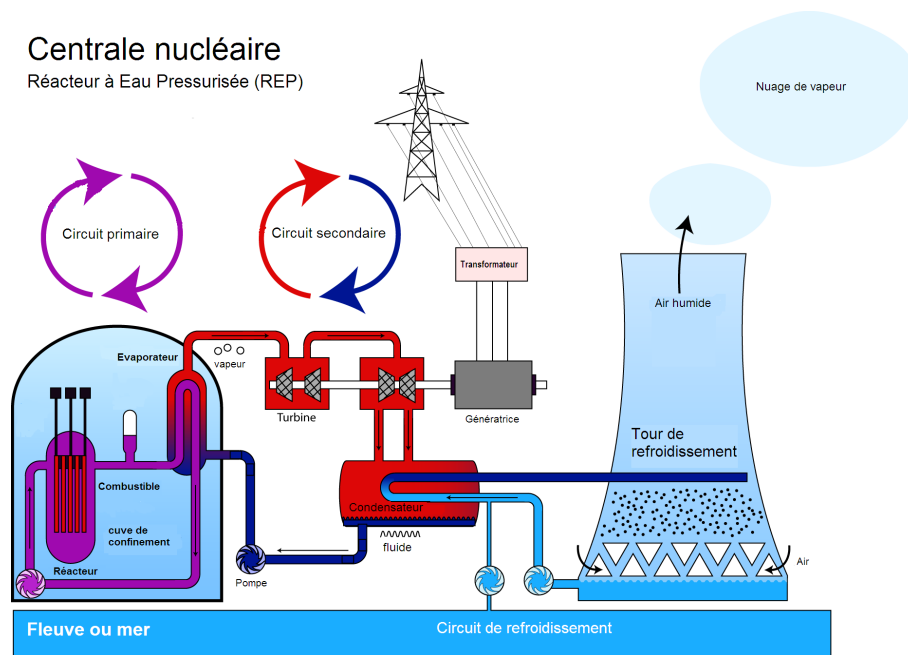 Centrale nucléaire
Réacteur à Eau Pressurisée (REP)
Nuage de vapeur
Circuit primaire
Circuit secondaire
Transformateur
Air humide
Evaporateur
vapeur
Turbine
Génératrice
Tour de
refroidissement
Combustible
Condensateur
cuve de
confinement
fluide
Réacteur
Pompe
Air
Fleuve ou mer
Circuit de refroidissement